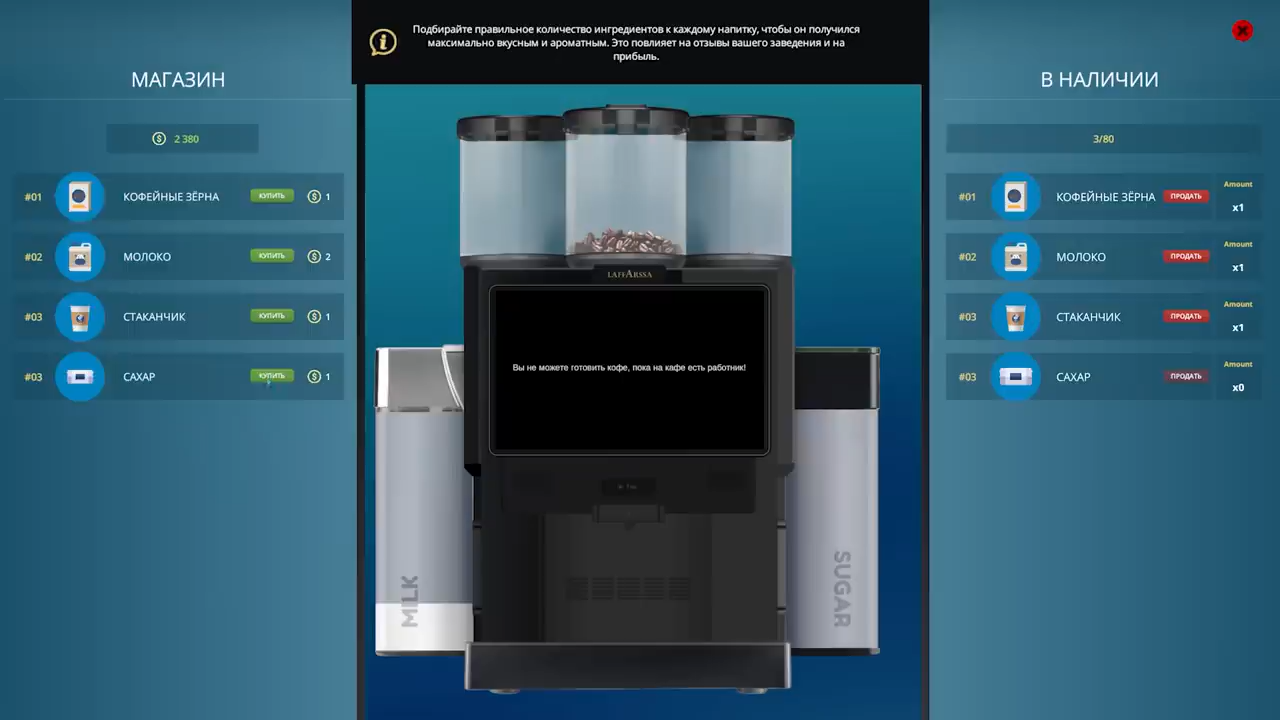 Подбирайте правильное количество ингредиентов к каждому напитку, чтобы он получился
максимально вкусным и ароматным. Это повлияет на отзывы вашего заведения и на
прибыль.
МАГАЗИН
2 380
#01 КОФЕЙНЫЕ ЗЁРНА КУПИТЬ 1
#02 МОЛОКО КУПИТЬ 2
#03 СТАКАНЧИК КУПИТЬ 1
#03 САХАР КУПИТЬ 1
LAFFARSSA
Вы не можете готовить кофе, пока на кафе есть работник!
MILK
SUGAR
В НАЛИЧИИ
3/80
#01 КОФЕЙНЫЕ ЗЁРНА ПРОДАТЬ Amount x1
#02 МОЛОКО ПРОДАТЬ Amount x1
#03 СТАКАНЧИК ПРОДАТЬ Amount x1
#03 САХАР ПРОДАТЬ Amount x0